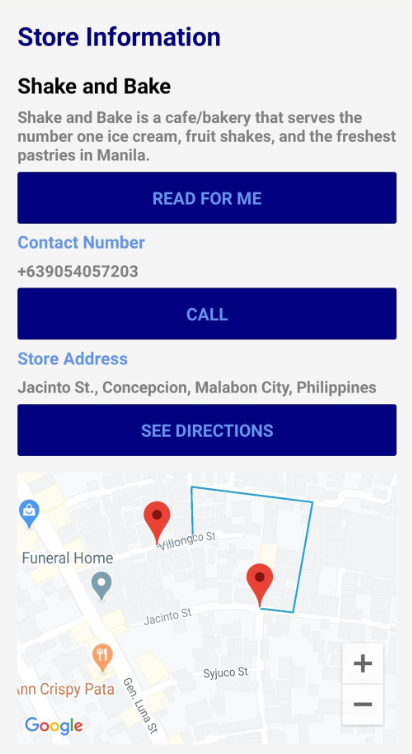 Store Information
Shake and Bake
Shake and Bake is a cafe/bakery that serves the
number one ice cream, fruit shakes, and the freshest
pastries in Manila.
READ FOR ME
Contact Number
+639054057203
CALL
Store Address
Jacinto St., Concepcion, Malabon City, Philippines
SEE DIRECTIONS
Villongco St
Funeral Home
Jacinto St
Syjuco St
Ann Crispy Pata
Gen. Luna St
+
−
Google